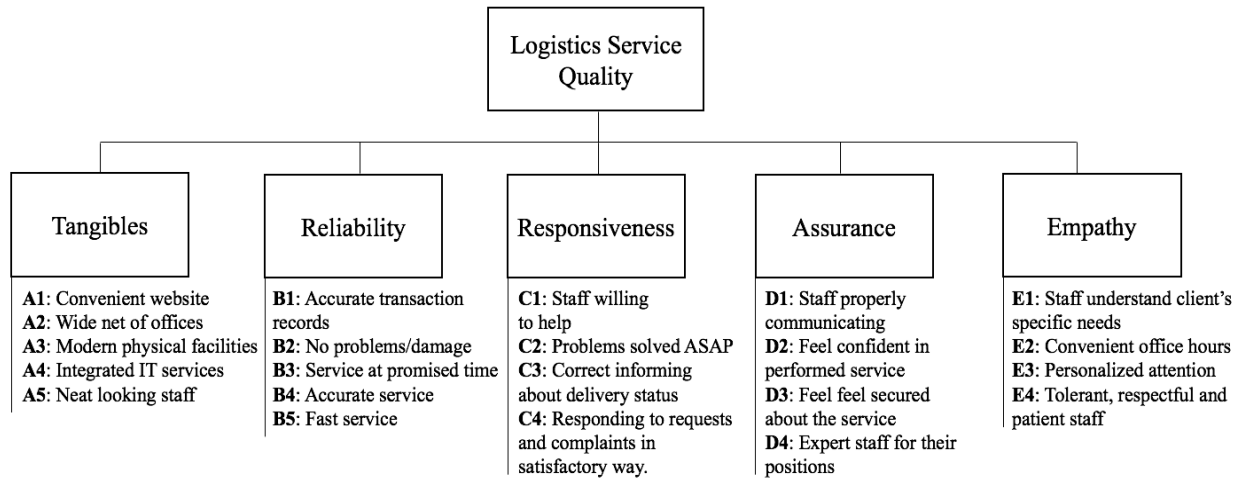 Logistics Service
Quality
Tangibles
Reliability
Responsiveness
Assurance
Empathy
A1: Convenient website
A2: Wide net of offices
A3: Modern physical facilities
A4: Integrated IT services
A5: Neat looking staff
B1: Accurate transaction
records
B2: No problems/damage
B3: Service at promised time
B4: Accurate service
B5: Fast service
C1: Staff willing
to help
C2: Problems solved ASAP
C3: Correct informing
about delivery status
C4: Responding to requests
and complaints in
satisfactory way.
D1: Staff properly
communicating
D2: Feel confident in
performed service
D3: Feel feel secured
about the service
D4: Expert staff for their
positions
E1: Staff understand client’s
specific needs
E2: Convenient office hours
E3: Personalized attention
E4: Tolerant, respectful and
patient staff